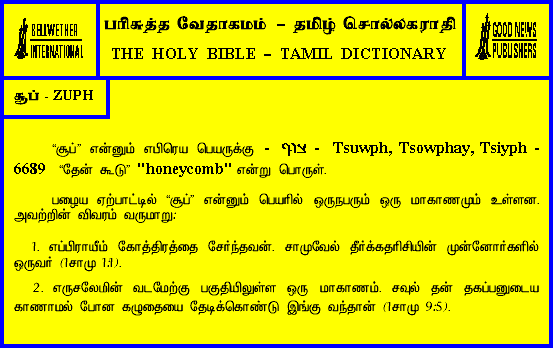 BELLWETHER
INTERNATIONAL
பரிசுத்த வேதாகமம் – தமிழ் சொல்லகராதி
THE HOLY BIBLE – TAMIL DICTIONARY
GOOD NEWS
PUBLISHERS
சூப் - ZUPH
“சூப்” என்னும் எபிரெய பெயருக்கு - צוף - Tsuwph, Tsowphay, Tsiyph -
6689 “தேன் கூடு” "honeycomb" என்று பொருள்.
பழைய ஏற்பாட்டில் “சூப்” என்னும் பெயரில் ஒருநபரும் ஒரு மாகாணமும் உள்ளன.
அவற்றின் விவரம் வருமாறு:
1. எப்பிராயீம் கோத்திரத்தை சேர்ந்தவன். சாமுவேல் தீர்க்கதரிசியின் முன்னோர்களில்
ஒருவர் (1சாமு 1:1).
2. எருசலேமின் வடமேற்கு பகுதியிலுள்ள ஒரு மாகாணம். சவுல் தன் தகப்பனுடைய
காணாமல் போன கழுதையை தேடிக்கொண்டு இங்கு வந்தான் (1சாமு 9:5).